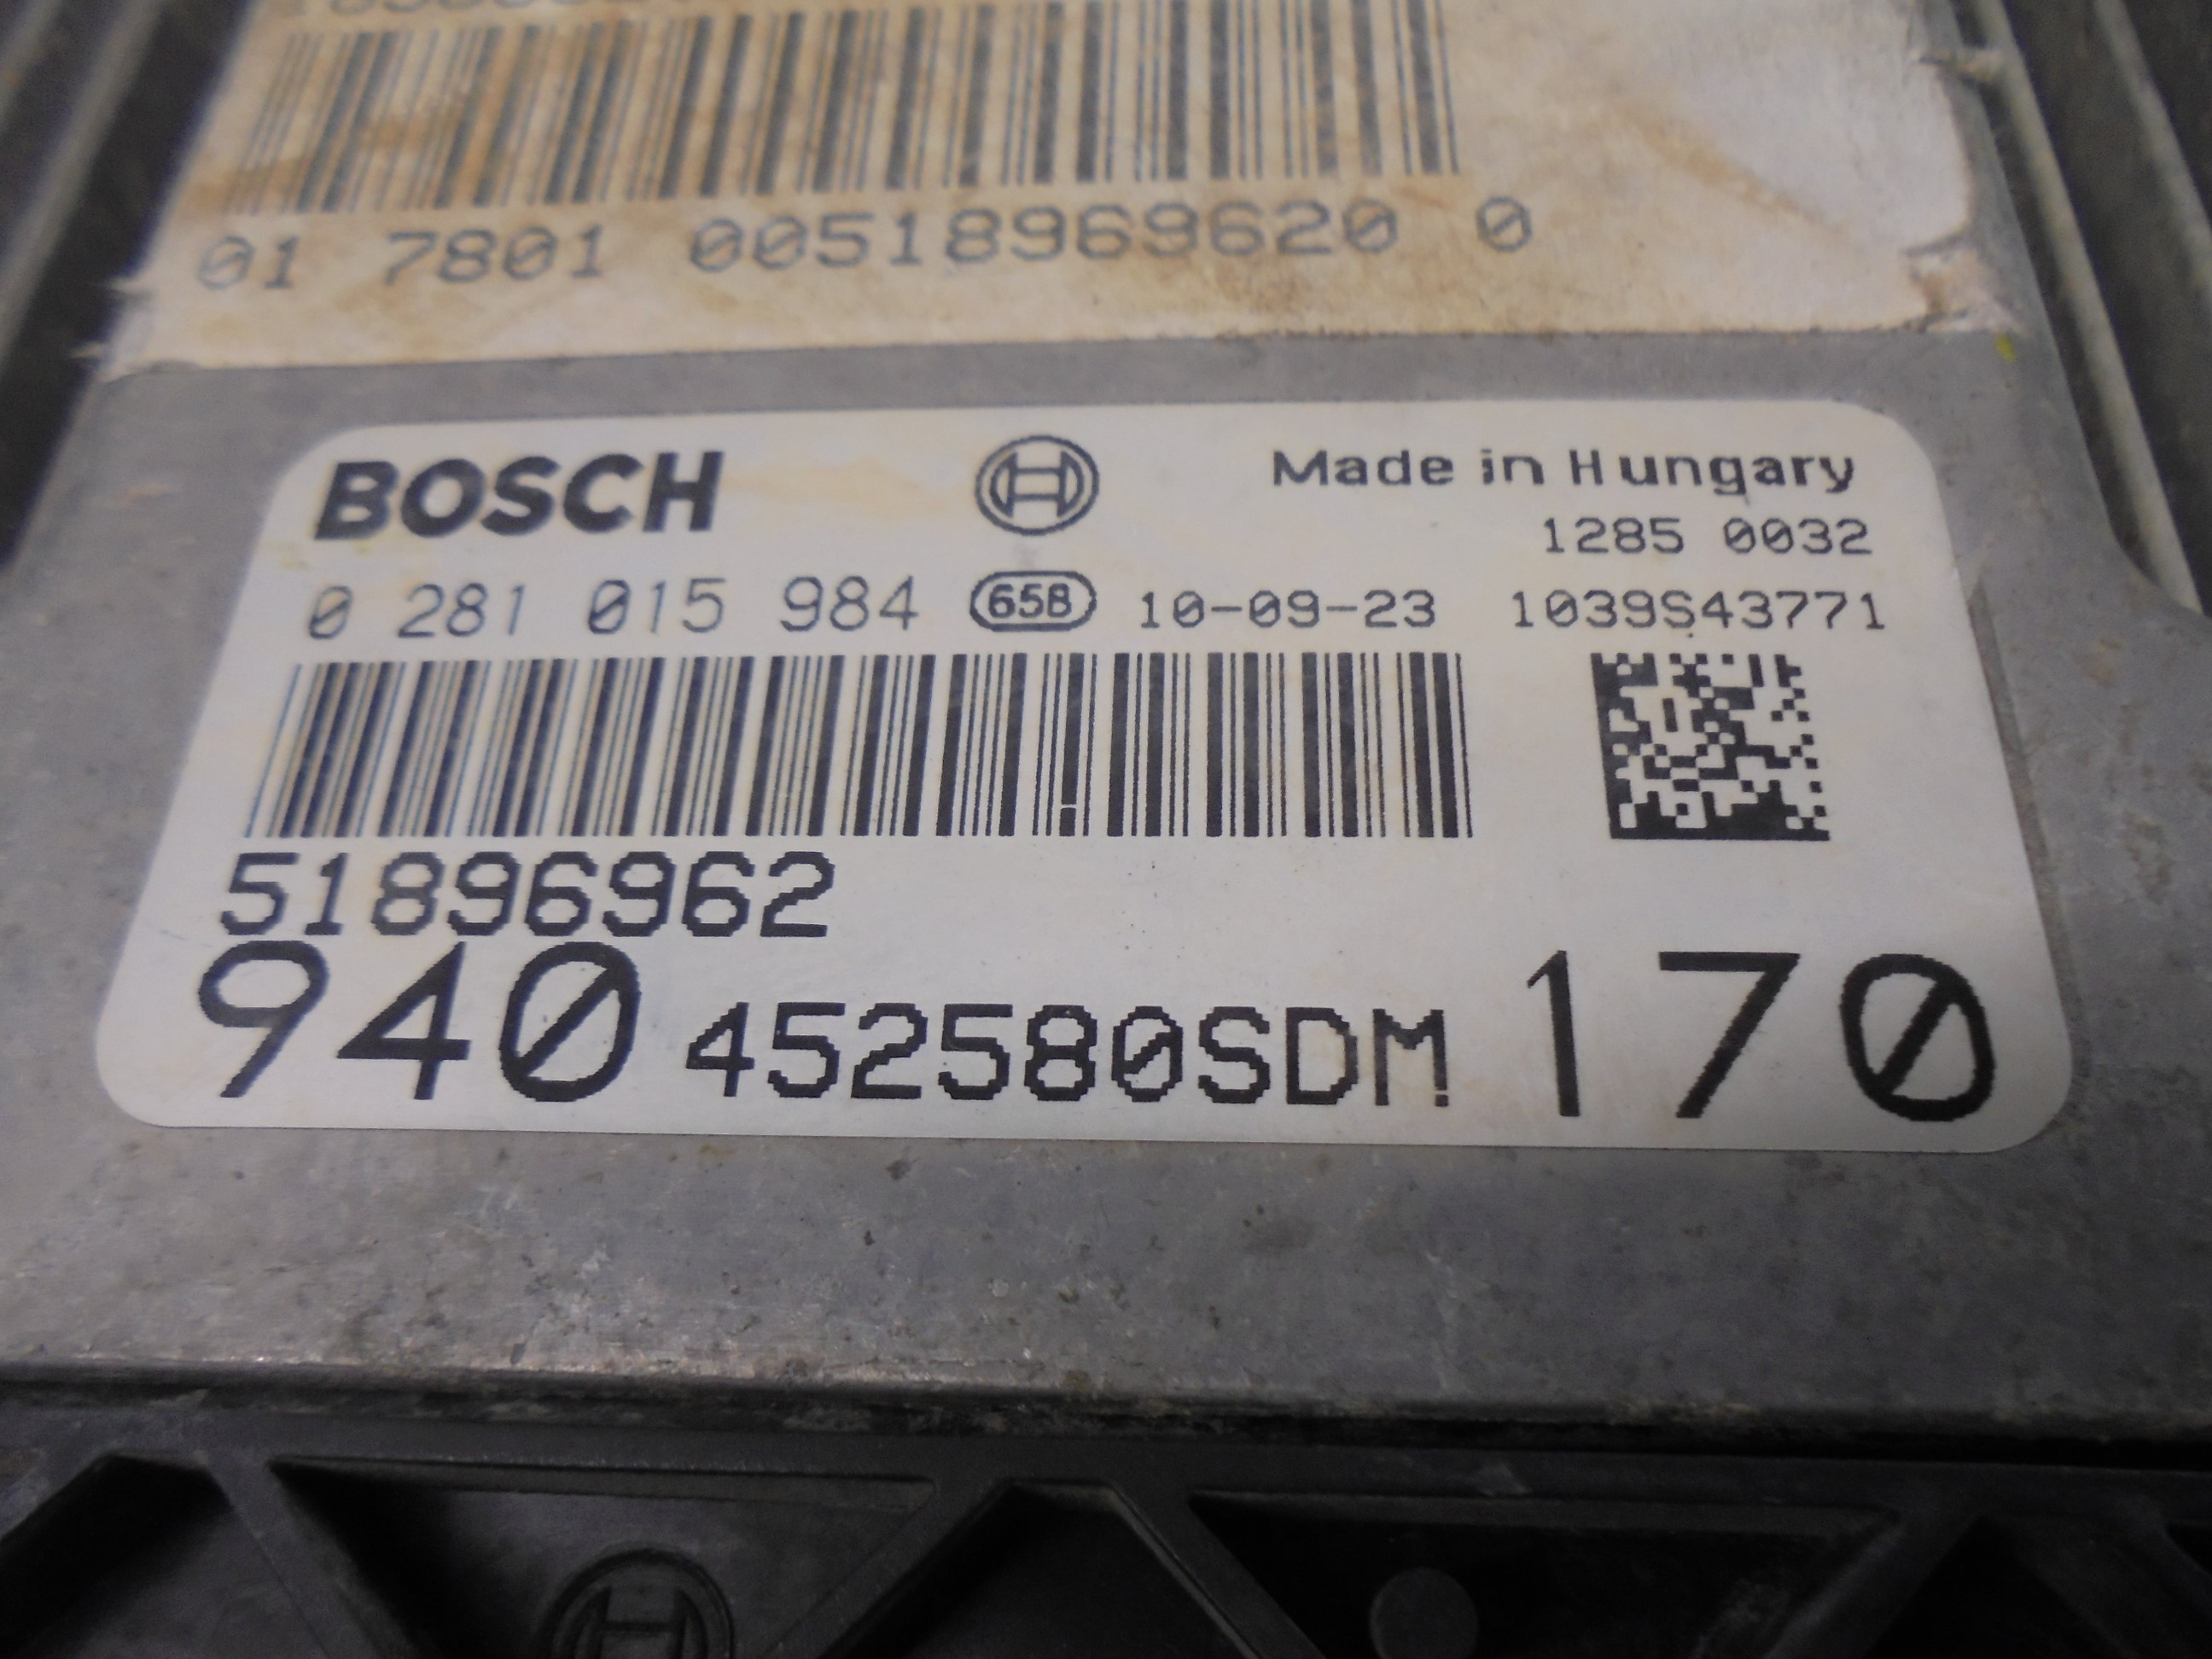 01 7801 00518969620 0
BOSCH Made in Hungary
1285 0032
0 281 015 984 658 10-09-23 1039S43771
51896962
940 452580SDM 170